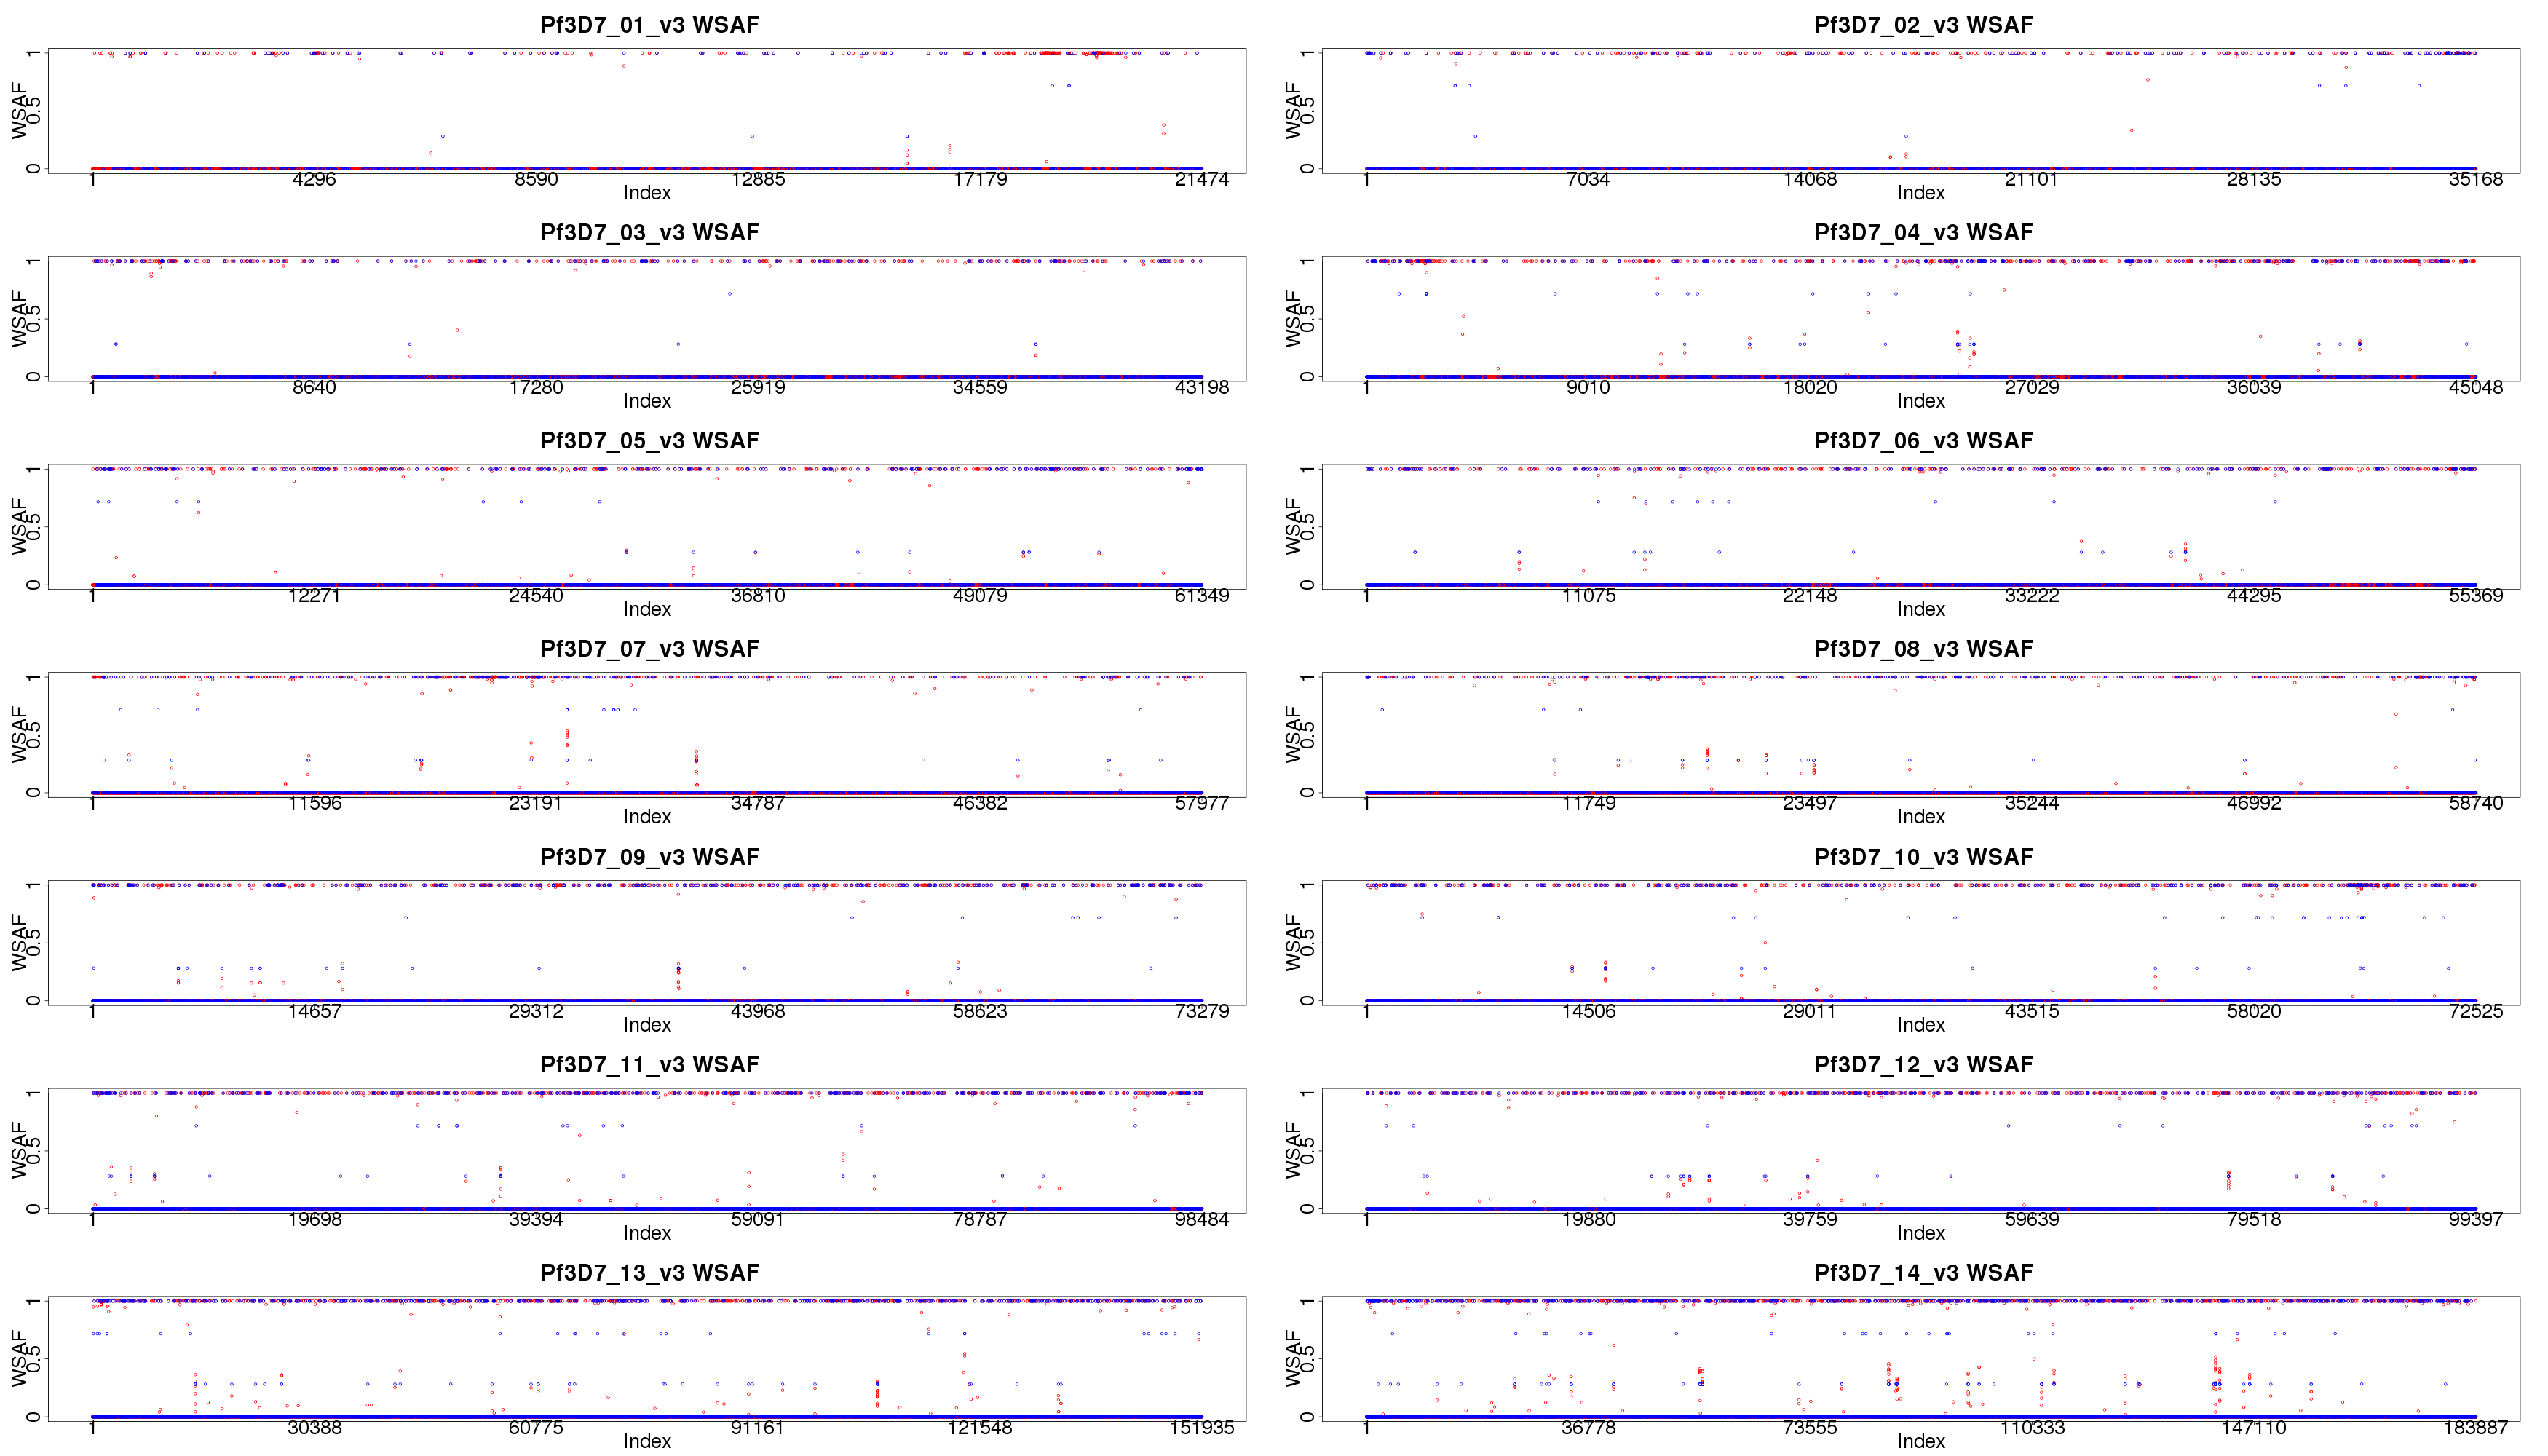 Pf3D7_01_v3 WSAF
WSAF
0 0.5 1
1 4296 8590 12885 17179 21474
Index
Pf3D7_02_v3 WSAF
WSAF
0 0.5 1
1 7034 14068 21101 28135 35168
Index
Pf3D7_03_v3 WSAF
WSAF
0 0.5 1
1 8640 17280 25919 34559 43198
Index
Pf3D7_04_v3 WSAF
WSAF
0 0.5 1
1 9010 18020 27029 36039 45048
Index
Pf3D7_05_v3 WSAF
WSAF
0 0.5 1
1 12271 24540 36810 49079 61349
Index
Pf3D7_06_v3 WSAF
WSAF
0 0.5 1
1 11075 22148 33222 44295 55369
Index
Pf3D7_07_v3 WSAF
WSAF
0 0.5 1
1 11596 23191 34787 46382 57977
Index
Pf3D7_08_v3 WSAF
WSAF
0 0.5 1
1 11749 23497 35244 46992 58740
Index
Pf3D7_09_v3 WSAF
WSAF
0 0.5 1
1 14657 29312 43968 58623 73279
Index
Pf3D7_10_v3 WSAF
WSAF
0 0.5 1
1 14506 29011 43515 58020 72525
Index
Pf3D7_11_v3 WSAF
WSAF
0 0.5 1
1 19698 39394 59091 78787 98484
Index
Pf3D7_12_v3 WSAF
WSAF
0 0.5 1
1 19880 39759 59639 79518 99397
Index
Pf3D7_13_v3 WSAF
WSAF
0 0.5 1
1 30388 60775 91161 121548 151935
Index
Pf3D7_14_v3 WSAF
WSAF
0 0.5 1
1 36778 73555 110333 147110 183887
Index